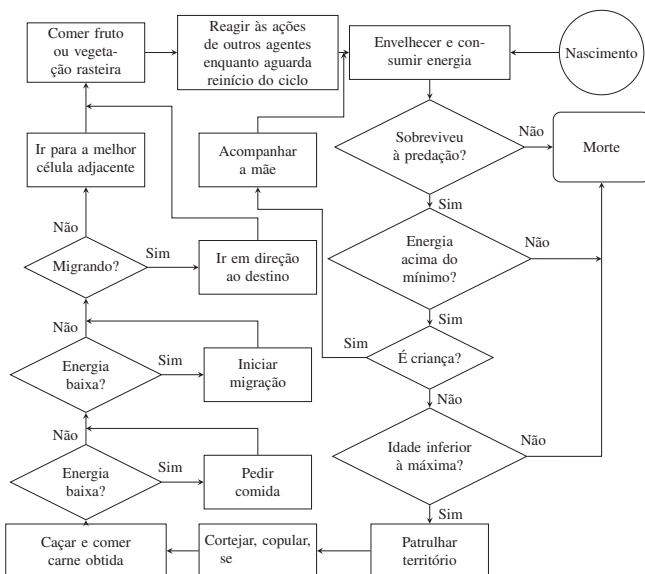 Comer fruto
ou vegeta-
ção rasteira
Reagir às ações
de outros agentes
enquanto aguarda
reinício do ciclo
Envelhecer e con-
sumir energia
Nascimento
Sobreviveu
à predação?
Não
Morte
Sim
Ir para a melhor
célula adjacente
Acompanhar
a mãe
Não
Migrando?
Sim
Ir em direção
ao destino
Energia
acima do
mínimo?
Não
Sim
Não
Energia
baixa?
Sim
Iniciar
migração
Sim
É criança?
Não
Não
Energia
baixa?
Sim
Pedir
comida
Idade inferior
à máxima?
Não
Sim
Caçar e comer
carne obtida
Cortejar, copular,
se
Patrulhar
território